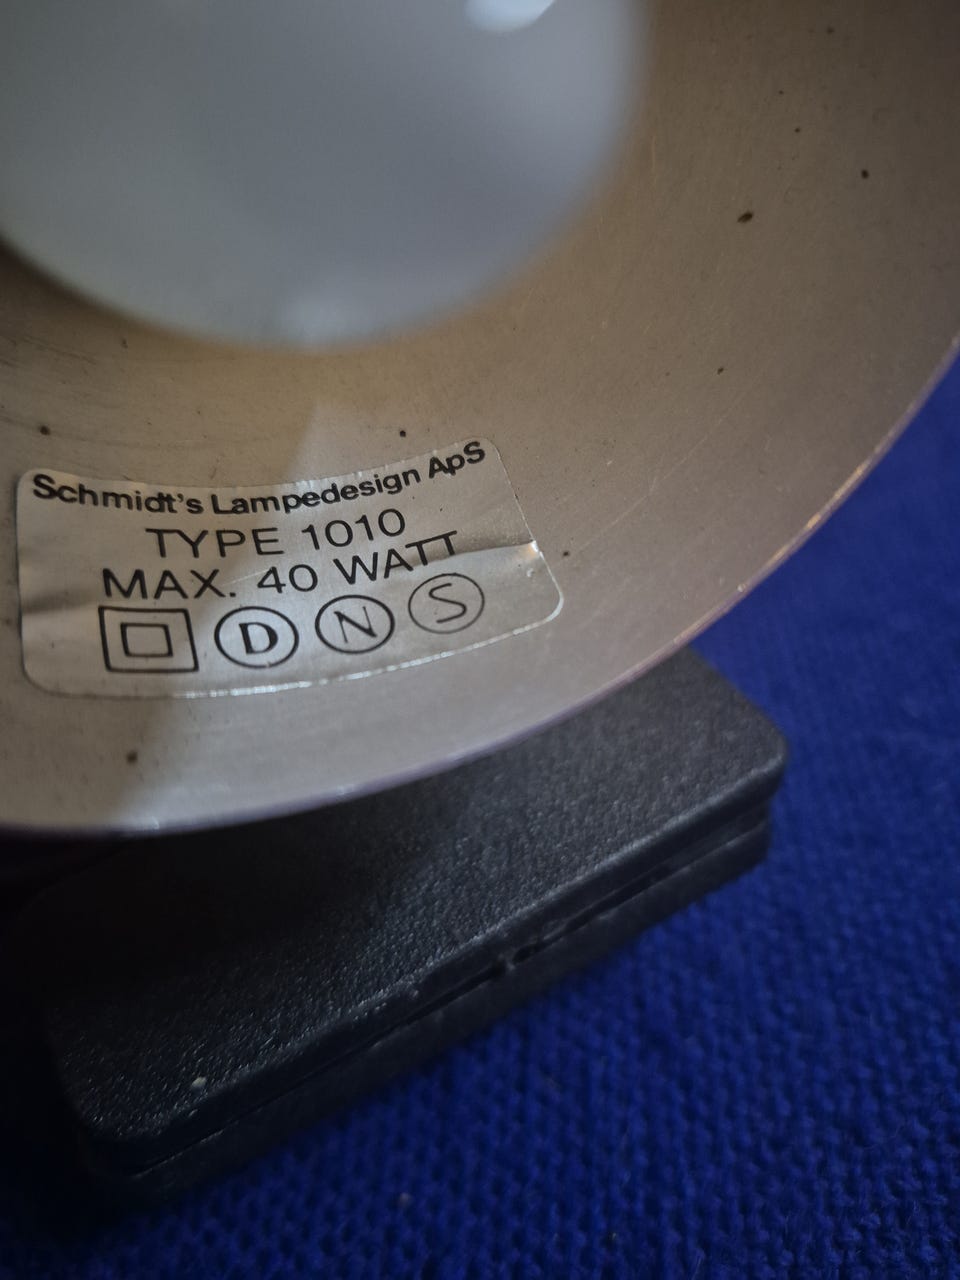 Schmidt's Lampedesign ApS
TYPE 1010
MAX. 40 WATT
D N S